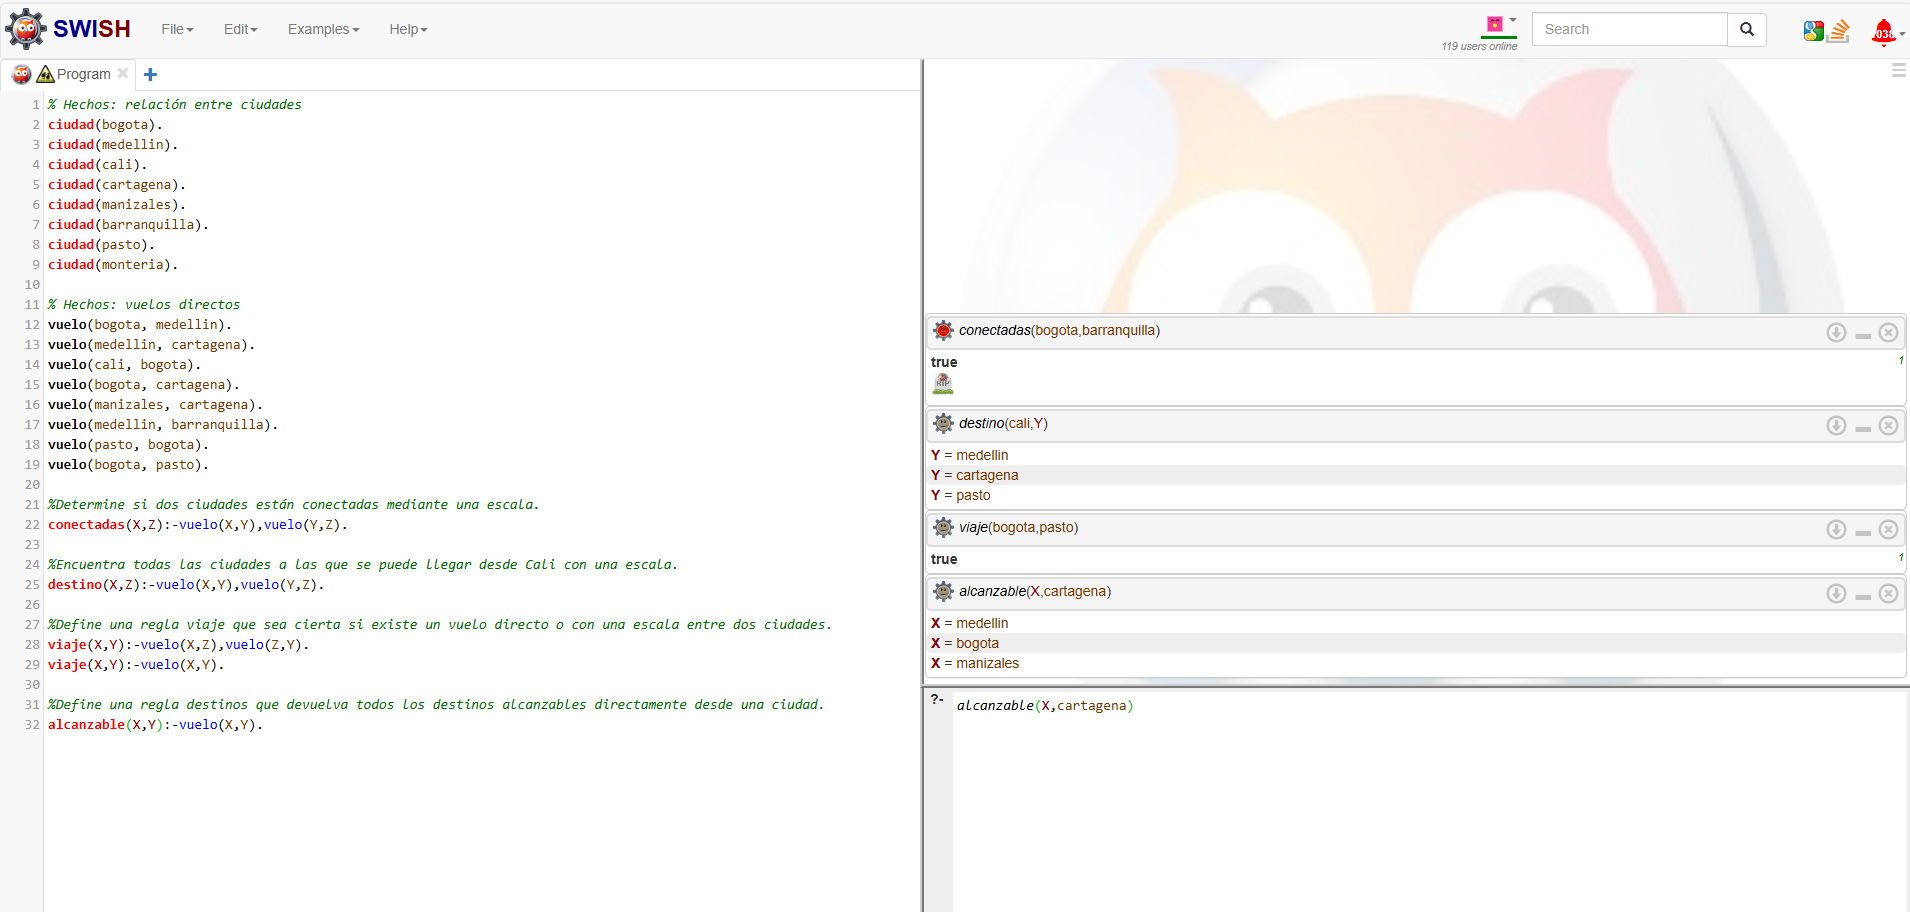 SWISH File Edit Examples Help 119 users online Search
Program
1 % Hechos: relación entre ciudades
2 ciudad(bogota).
3 ciudad(medellin).
4 ciudad(cali).
5 ciudad(cartagena).
6 ciudad(manizales).
7 ciudad(barranquilla).
8 ciudad(pasto).
9 ciudad(monteria).
10
11 % Hechos: vuelos directos
12 vuelo(bogota, medellin).
13 vuelo(medellin, cartagena).
14 vuelo(cali, bogota).
15 vuelo(bogota, cartagena).
16 vuelo(manizales, cartagena).
17 vuelo(medellin, barranquilla).
18 vuelo(pasto, bogota).
19 vuelo(bogota, pasto).
20
21 %Determine si dos ciudades están conectadas mediante una escala.
22 conectadas(X,Z):-vuelo(X,Y),vuelo(Y,Z).
23
24 %Encuentra todas las ciudades a las que se puede llegar desde Cali con una escala.
25 destino(X,Z):-vuelo(X,Y),vuelo(Y,Z).
26
27 %Define una regla viaje que sea cierta si existe un vuelo directo o con una escala entre dos ciudades.
28 viaje(X,Y):-vuelo(X,Z),vuelo(Z,Y).
29 viaje(X,Y):-vuelo(X,Y).
30
31 %Define una regla destinos que devuelva todos los destinos alcanzables directamente desde una ciudad.
32 alcanzable(X,Y):-vuelo(X,Y).
conectadas(bogota,barranquilla)
true 1
RIP
destino(cali,Y)
Y = medellin
Y = cartagena
Y = pasto
viaje(bogota,pasto)
true 1
alcanzable(X,cartagena)
X = medellin
X = bogota
X = manizales
?- alcanzable(X,cartagena)